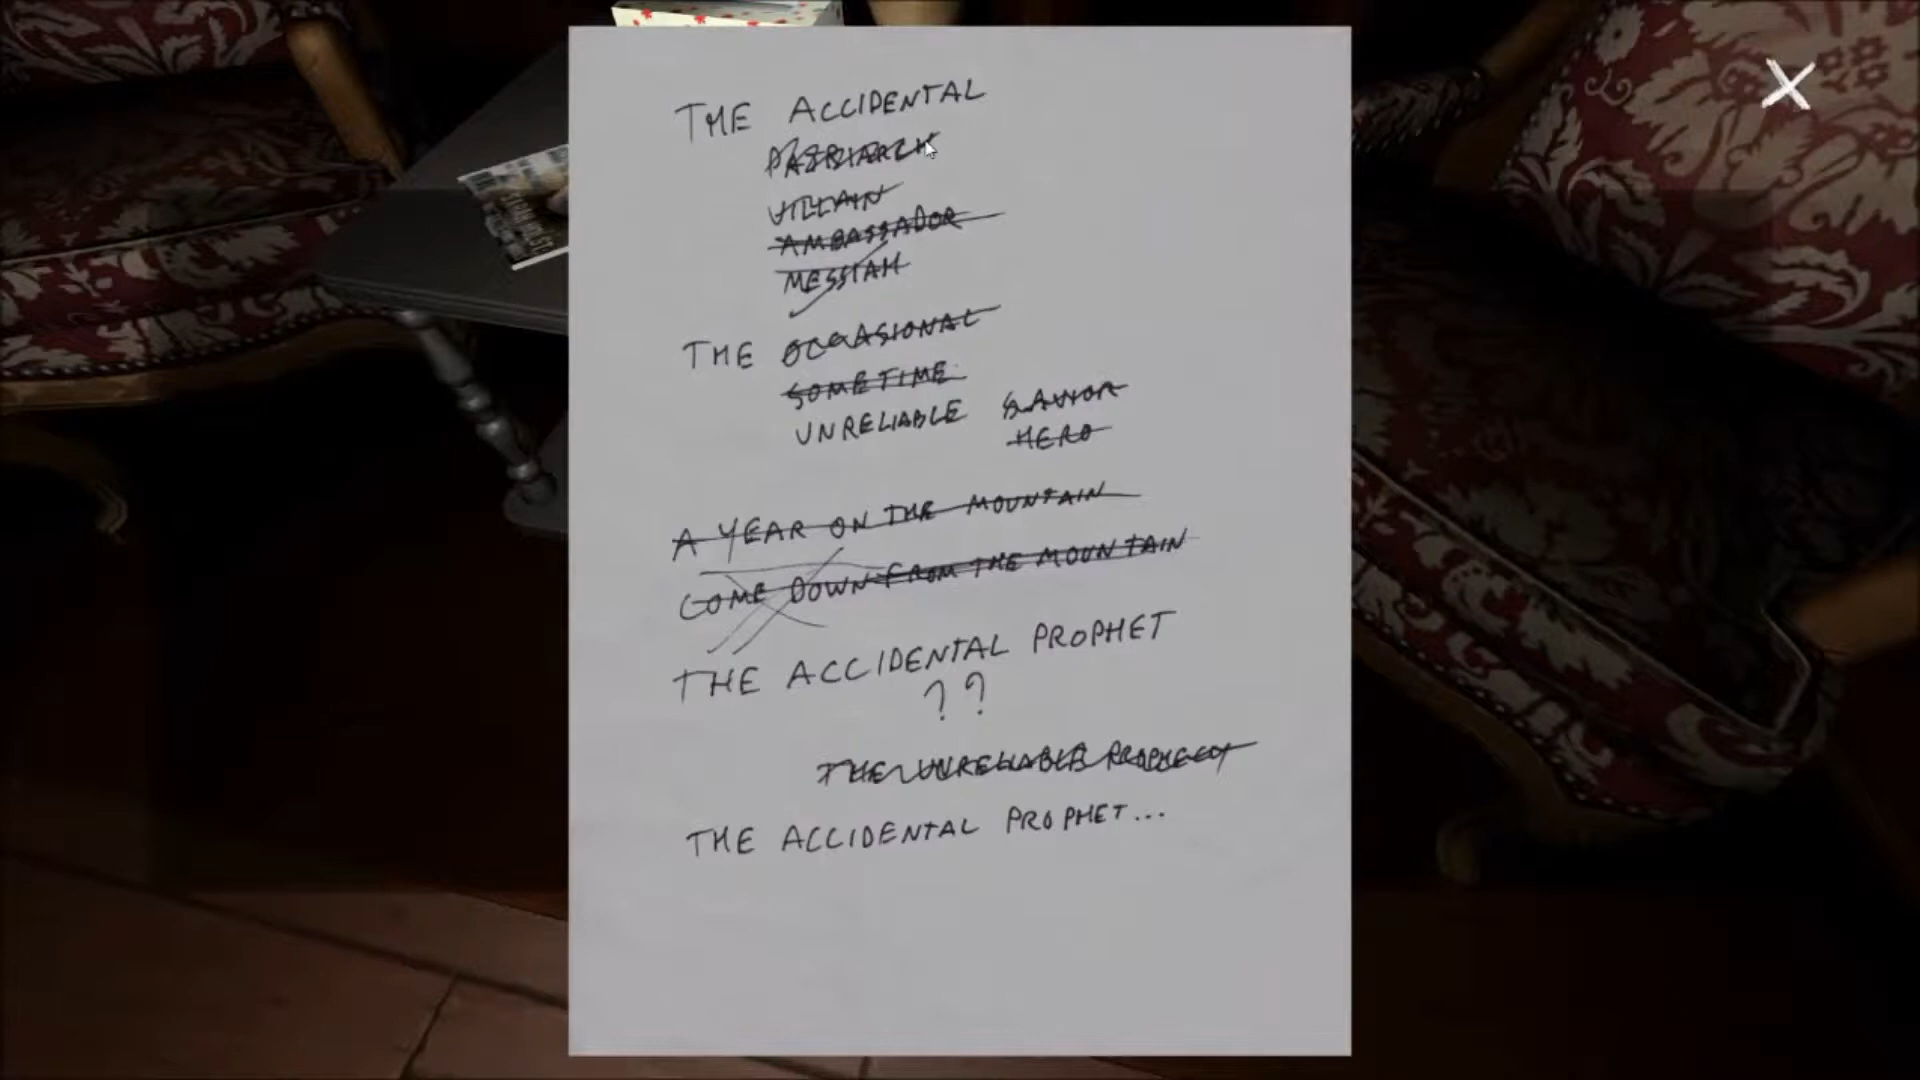 THE ACCIDENTAL
PATRIARCH
VILLAIN
AMBASSADOR
MESSIAH
THE OCCASIONAL
SOMETIME
UNRELIABLE SAVIOR
HERO
A YEAR ON THE MOUNTAIN
COME DOWN FROM THE MOUNTAIN
THE ACCIDENTAL PROPHET
??
THE UNRELIABLE PROPHECY
THE ACCIDENTAL PROPHET...